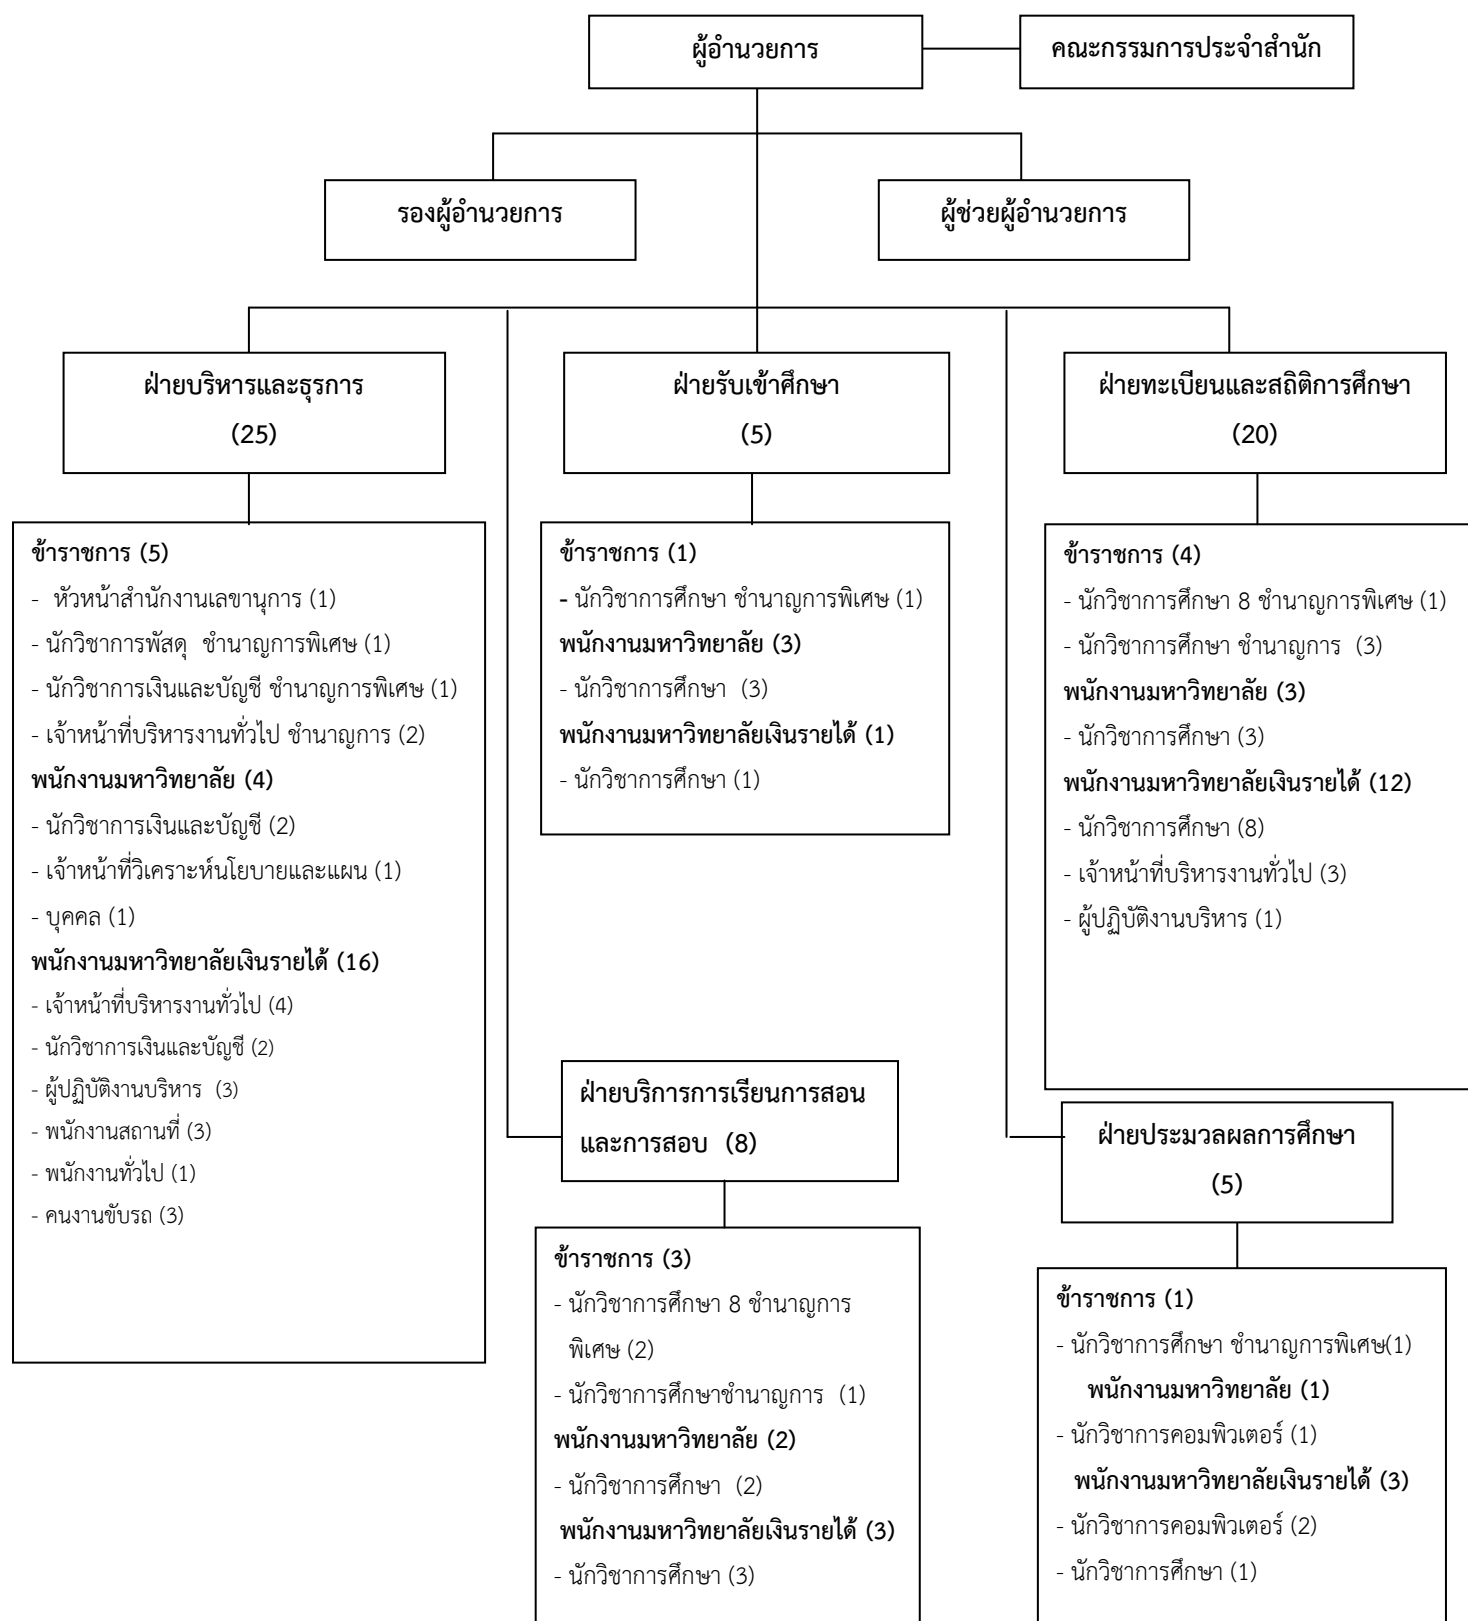 ผู้อำนวยการ
คณะกรรมการประจำสำนัก
รองผู้อำนวยการ
ผู้ช่วยผู้อำนวยการ
ฝ่ายบริหารและธุรการ
(25)
ฝ่ายรับเข้าศึกษา
(5)
ฝ่ายทะเบียนและสถิติการศึกษา
(20)
ข้าราชการ (5)
- หัวหน้าสำนักงานเลขานุการ (1)
- นักวิชาการพัสดุ ชำนาญการพิเศษ (1)
- นักวิชาการเงินและบัญชี ชำนาญการพิเศษ (1)
- เจ้าหน้าที่บริหารงานทั่วไป ชำนาญการ (2)
พนักงานมหาวิทยาลัย (4)
- นักวิชาการเงินและบัญชี (2)
- เจ้าหน้าที่วิเคราะห์นโยบายและแผน (1)
- บุคคล (1)
พนักงานมหาวิทยาลัยเงินรายได้ (16)
- เจ้าหน้าที่บริหารงานทั่วไป (4)
- นักวิชาการเงินและบัญชี (2)
- ผู้ปฏิบัติงานบริหาร (3)
- พนักงานสถานที่ (3)
- พนักงานทั่วไป (1)
- คนงานขับรถ (3)
ข้าราชการ (1)
- นักวิชาการศึกษา ชำนาญการพิเศษ (1)
พนักงานมหาวิทยาลัย (3)
- นักวิชาการศึกษา (3)
พนักงานมหาวิทยาลัยเงินรายได้ (1)
- นักวิชาการศึกษา (1)
ข้าราชการ (4)
- นักวิชาการศึกษา 8 ชำนาญการพิเศษ (1)
- นักวิชาการศึกษา ชำนาญการ (3)
พนักงานมหาวิทยาลัย (3)
- นักวิชาการศึกษา (3)
พนักงานมหาวิทยาลัยเงินรายได้ (12)
- นักวิชาการศึกษา (8)
- เจ้าหน้าที่บริหารงานทั่วไป (3)
- ผู้ปฏิบัติงานบริหาร (1)
ฝ่ายบริการการเรียนการสอน
และการสอบ (8)
ข้าราชการ (3)
- นักวิชาการศึกษา 8 ชำนาญการ
พิเศษ (2)
- นักวิชาการศึกษาชำนาญการ (1)
พนักงานมหาวิทยาลัย (2)
- นักวิชาการศึกษา (2)
พนักงานมหาวิทยาลัยเงินรายได้ (3)
- นักวิชาการศึกษา (3)
ฝ่ายประมวลผลการศึกษา
(5)
ข้าราชการ (1)
- นักวิชาการศึกษา ชำนาญการพิเศษ(1)
พนักงานมหาวิทยาลัย (1)
- นักวิชาการคอมพิวเตอร์ (1)
พนักงานมหาวิทยาลัยเงินรายได้ (3)
- นักวิชาการคอมพิวเตอร์ (2)
- นักวิชาการศึกษา (1)